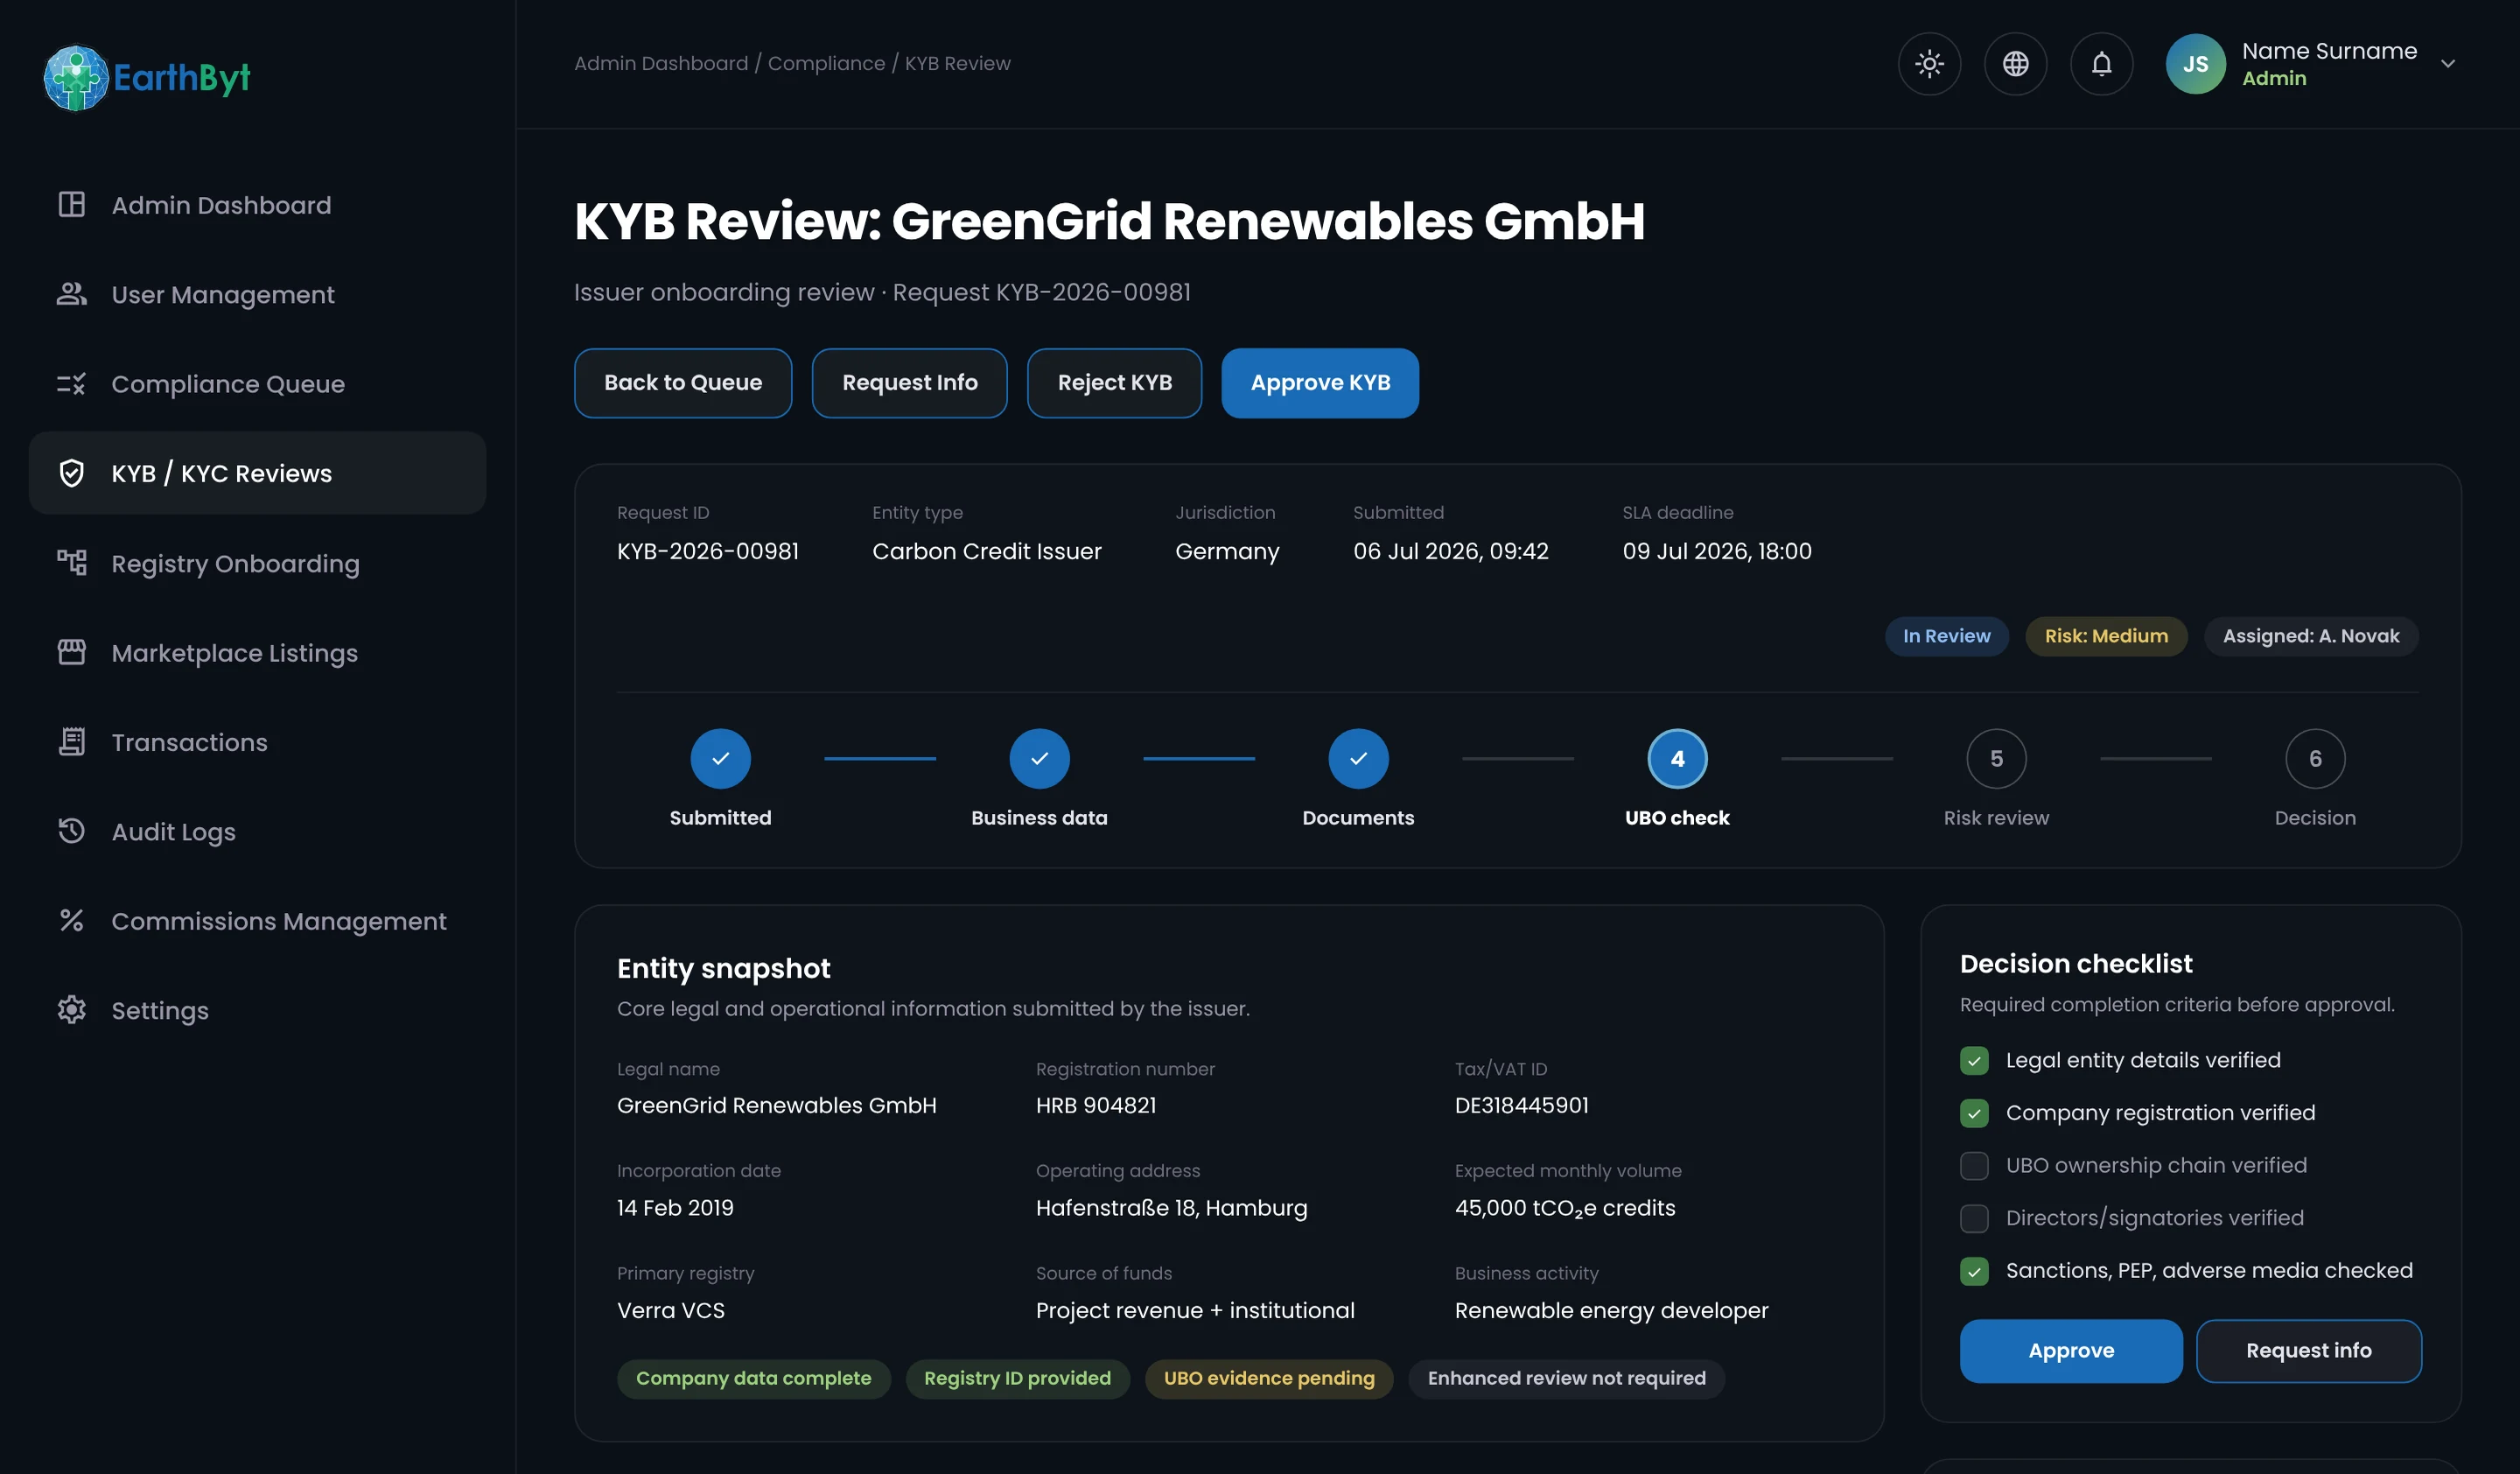 EarthByt
Admin Dashboard
User Management
Compliance Queue
KYB / KYC Reviews
Registry Onboarding
Marketplace Listings
Transactions
Audit Logs
Commissions Management
Settings
Admin Dashboard / Compliance / KYB Review
JS
Name Surname
Admin
KYB Review: GreenGrid Renewables GmbH
Issuer onboarding review · Request KYB-2026-00981
Back to Queue
Request Info
Reject KYB
Approve KYB
Request ID
KYB-2026-00981
Entity type
Carbon Credit Issuer
Jurisdiction
Germany
Submitted
06 Jul 2026, 09:42
SLA deadline
09 Jul 2026, 18:00
In Review
Risk: Medium
Assigned: A. Novak
Submitted
Business data
Documents
4
UBO check
5
Risk review
6
Decision
Entity snapshot
Core legal and operational information submitted by the issuer.
Legal name
GreenGrid Renewables GmbH
Registration number
HRB 904821
Tax/VAT ID
DE318445901
Incorporation date
14 Feb 2019
Operating address
Hafenstraße 18, Hamburg
Expected monthly volume
45,000 tCO₂e credits
Primary registry
Verra VCS
Source of funds
Project revenue + institutional
Business activity
Renewable energy developer
Company data complete
Registry ID provided
UBO evidence pending
Enhanced review not required
Decision checklist
Required completion criteria before approval.
Legal entity details verified
Company registration verified
UBO ownership chain verified
Directors/signatories verified
Sanctions, PEP, adverse media checked
Approve
Request info